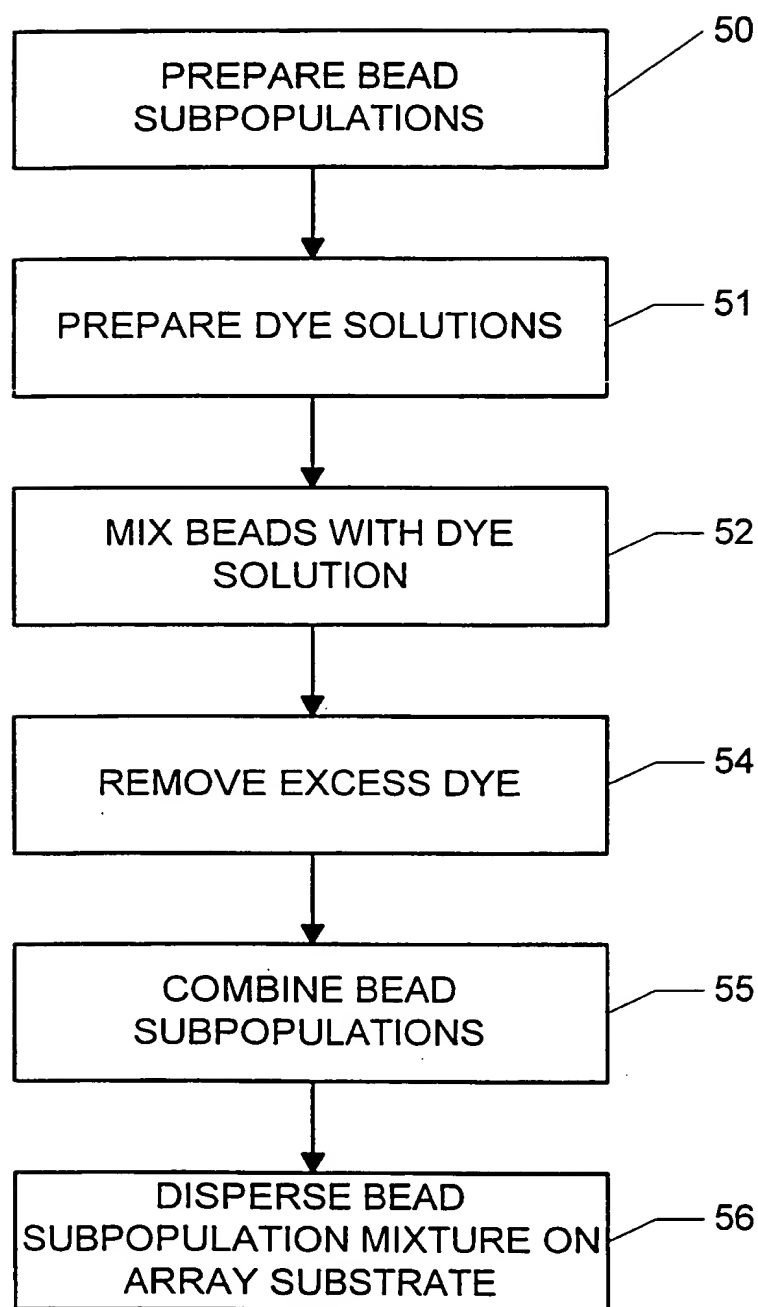 50
PREPARE BEAD
SUBPOPULATIONS
51
PREPARE DYE SOLUTIONS
52
MIX BEADS WITH DYE
SOLUTION
54
REMOVE EXCESS DYE
55
COMBINE BEAD
SUBPOPULATIONS
56
DISPERSE BEAD
SUBPOPULATION MIXTURE ON
ARRAY SUBSTRATE